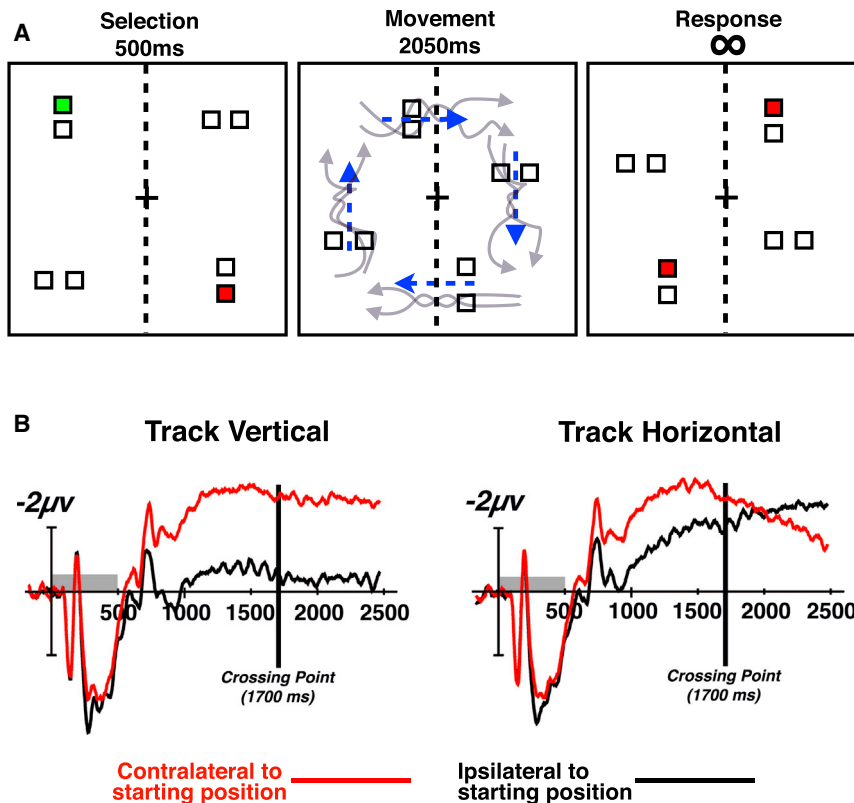 A
Selection
500ms
Movement
2050ms
Response
∞
B
Track Vertical
-2μv
500 1000 1500 2000 2500
Crossing Point
(1700 ms)
Track Horizontal
-2μv
500 1000 1500 2000 2500
Crossing Point
(1700 ms)
Contralateral to
starting position
Ipsilateral to
starting position